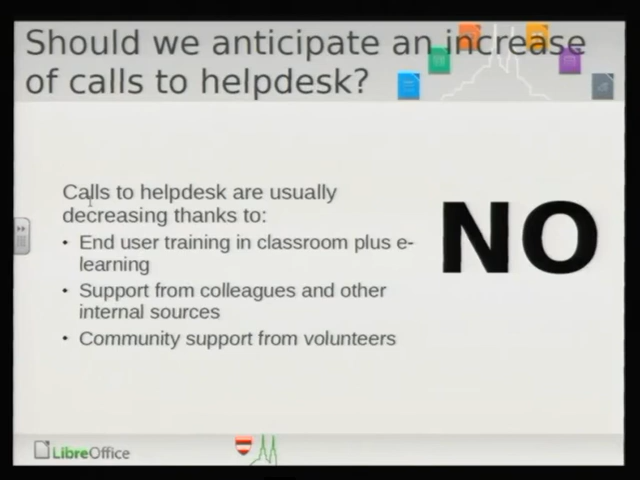 Should we anticipate an increase
of calls to helpdesk?
Calls to helpdesk are usually
decreasing thanks to:
• End user training in classroom plus e-
learning
• Support from colleagues and other
internal sources
• Community support from volunteers
NO
LibreOffice